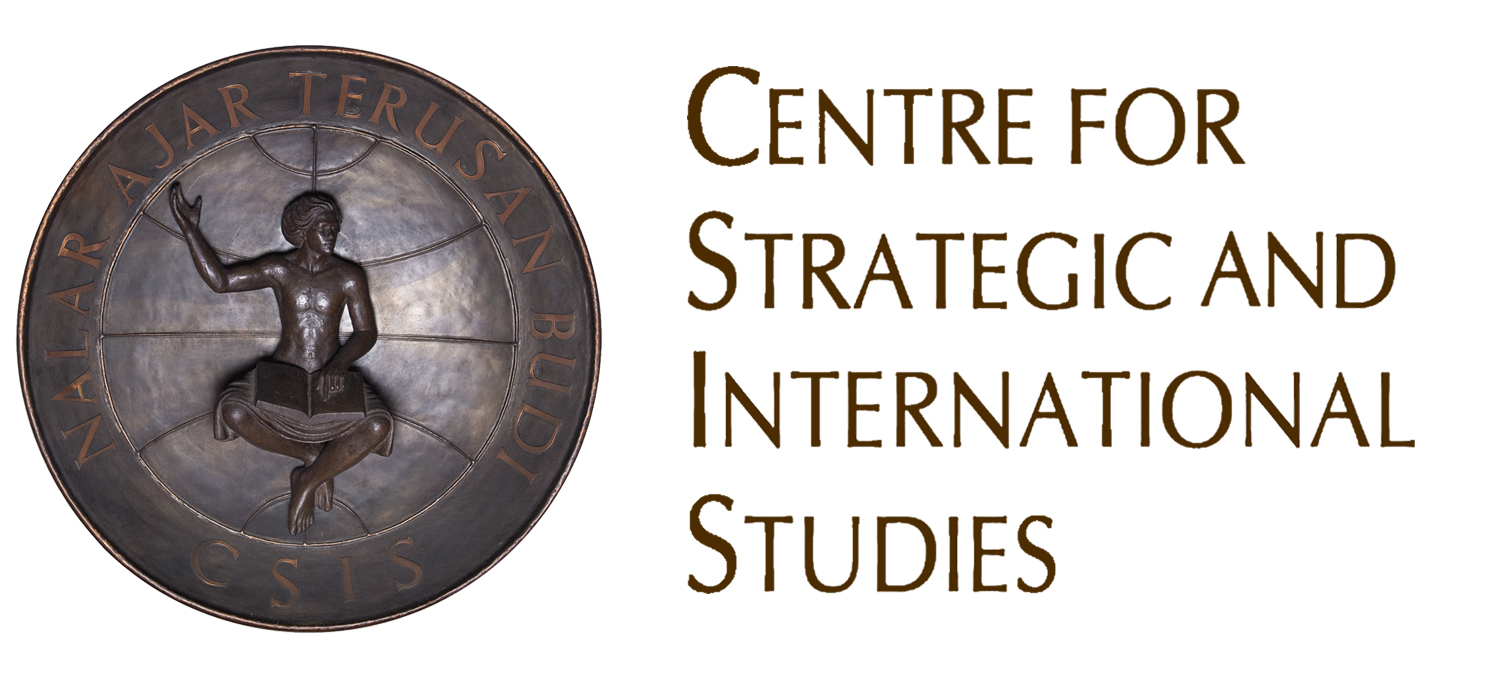 NALAR AJAR TERUSAN BUDI
CSIS
CENTRE FOR
STRATEGIC AND
INTERNATIONAL
STUDIES